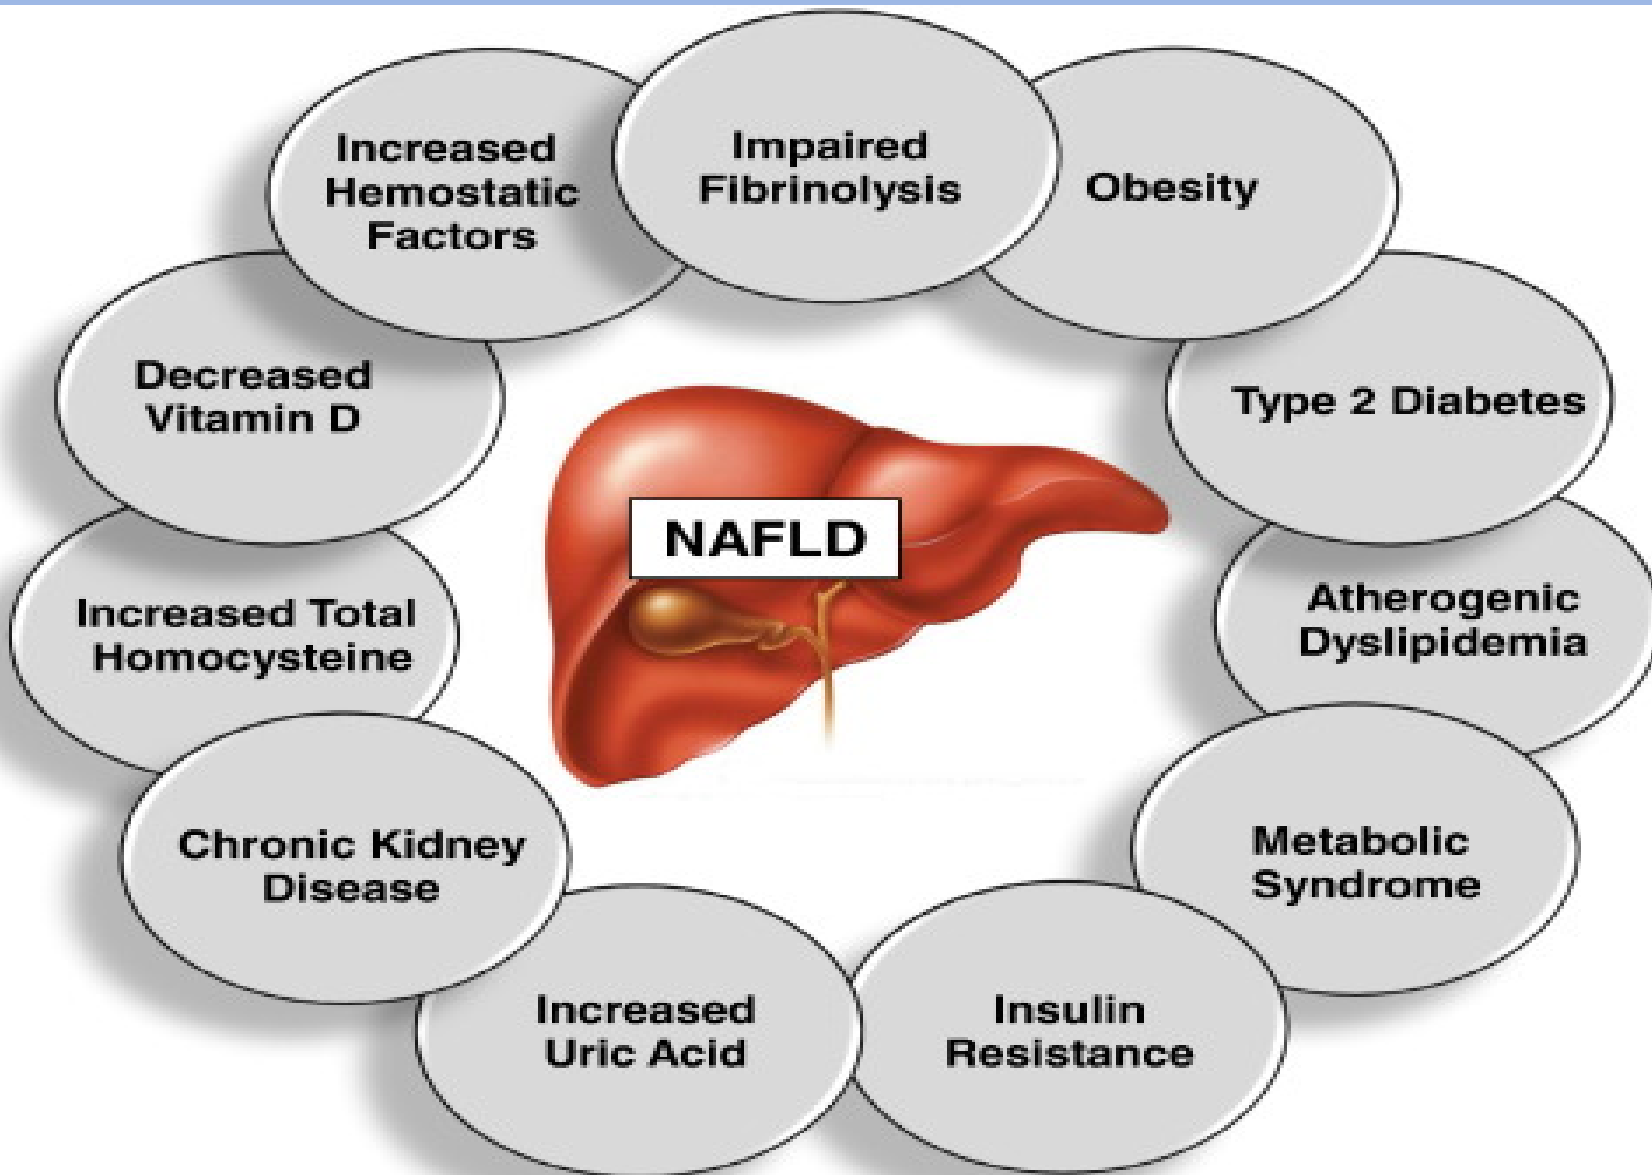 Increased
Hemostatic
Factors
Impaired
Fibrinolysis
Obesity
Decreased
Vitamin D
Type 2 Diabetes
NAFLD
Increased Total
Homocysteine
Atherogenic
Dyslipidemia
Chronic Kidney
Disease
Metabolic
Syndrome
Increased
Uric Acid
Insulin
Resistance